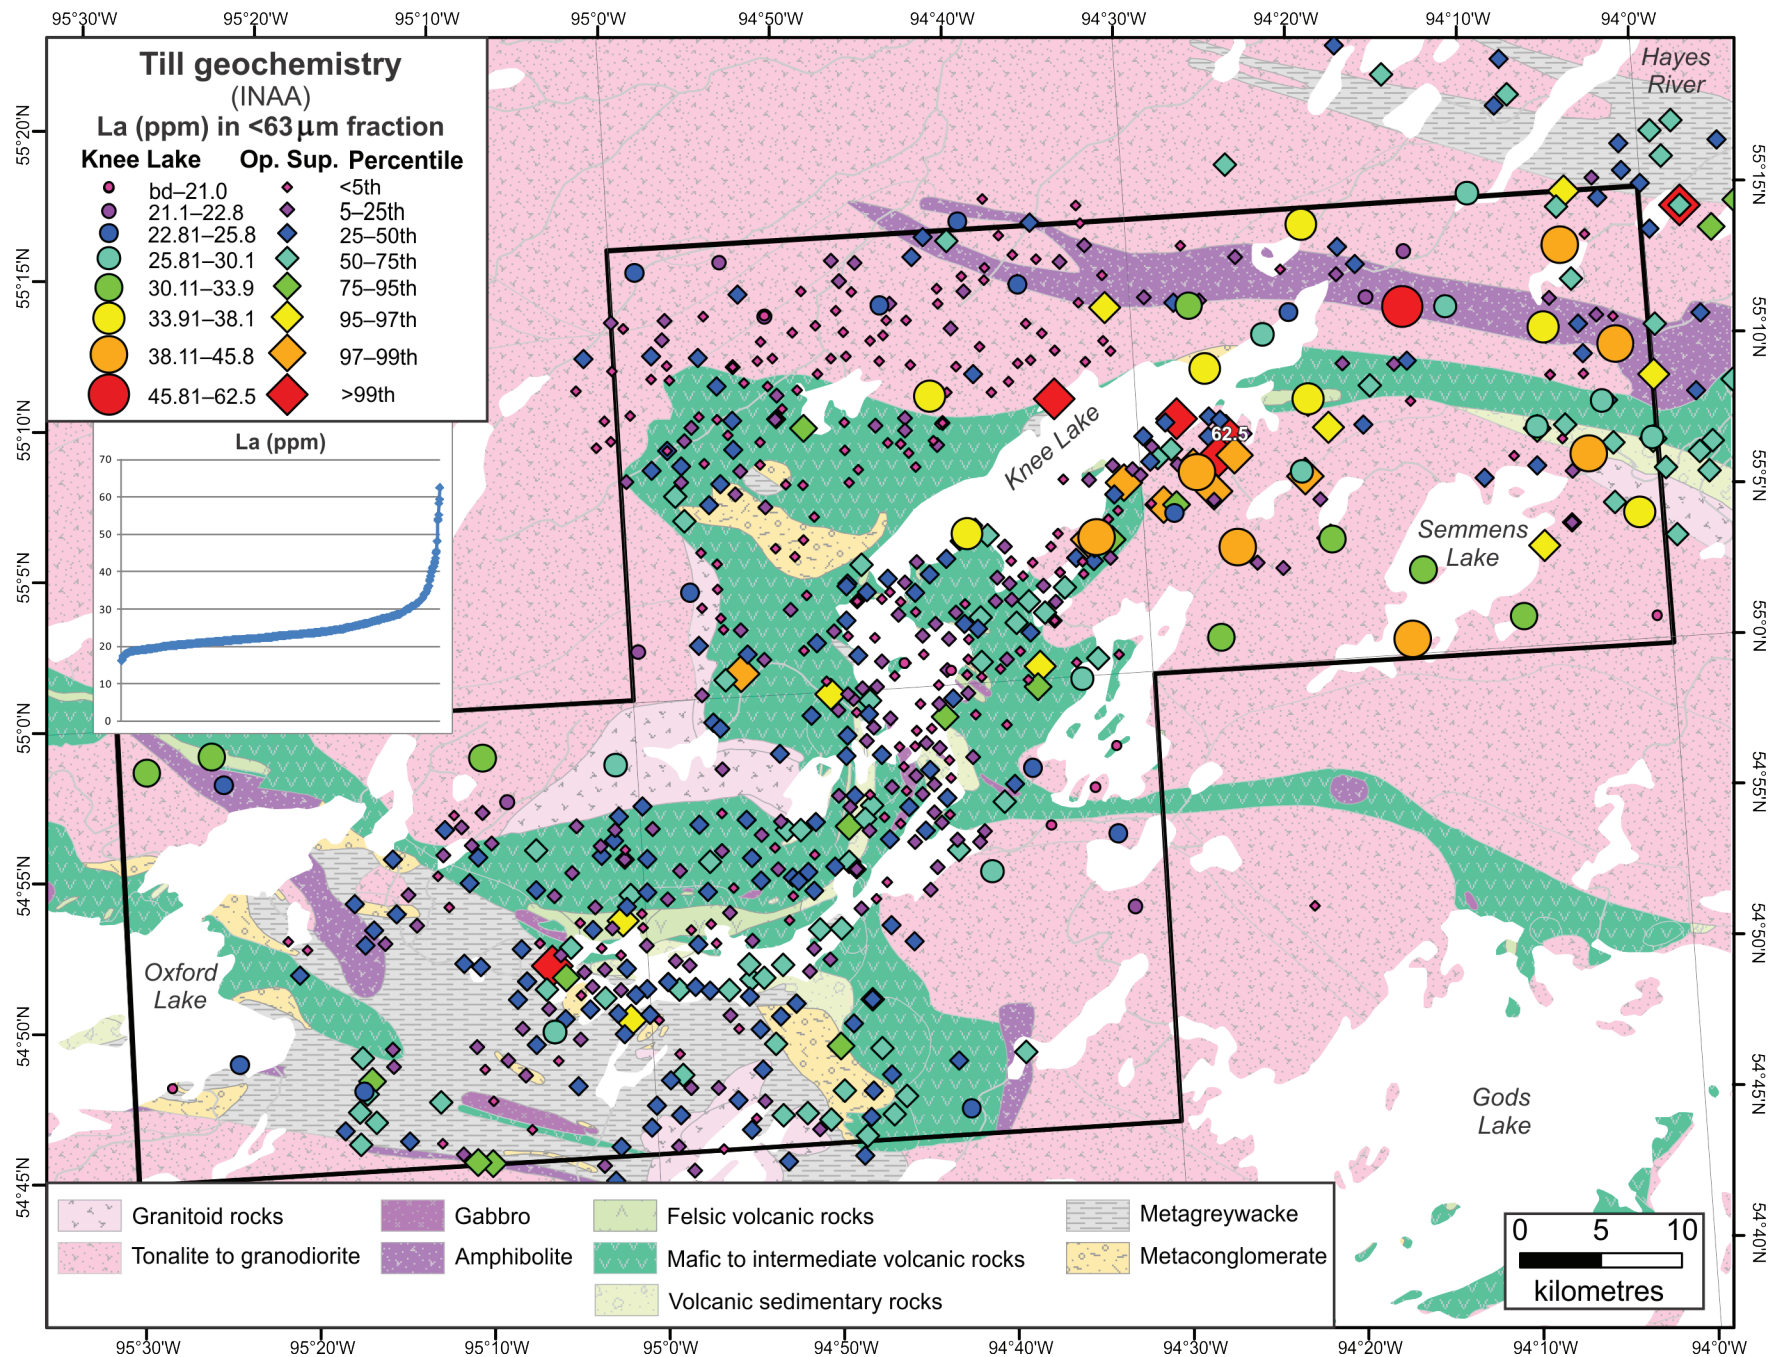 95°30'W 95°20'W 95°10'W 95°0'W 94°50'W 94°40'W 94°30'W 94°20'W 94°10'W 94°0'W
Till geochemistry
(INAA)
La (ppm) in <63 µm fraction
Knee Lake Op. Sup. Percentile
bd–21.0 <5th
21.1–22.8 5–25th
22.81–25.8 25–50th
25.81–30.1 50–75th
30.11–33.9 75–95th
33.91–38.1 95–97th
38.11–45.8 97–99th
45.81–62.5 >99th
La (ppm)
70
60
50
40
30
20
10
0
Hayes
River
Knee Lake
62.5
Semmens
Lake
Oxford
Lake
Gods
Lake
55°20'N
55°15'N
55°10'N
55°5'N
55°0'N
54°55'N
54°50'N
54°45'N
55°15'N
55°10'N
55°5'N
55°0'N
54°55'N
54°50'N
54°45'N
54°40'N
Granitoid rocks
Tonalite to granodiorite
Gabbro
Amphibolite
Felsic volcanic rocks
Mafic to intermediate volcanic rocks
Volcanic sedimentary rocks
Metagreywacke
Metaconglomerate
0 5 10
kilometres
95°30'W 95°20'W 95°10'W 95°0'W 94°50'W 94°40'W 94°30'W 94°20'W 94°10'W 94°0'W